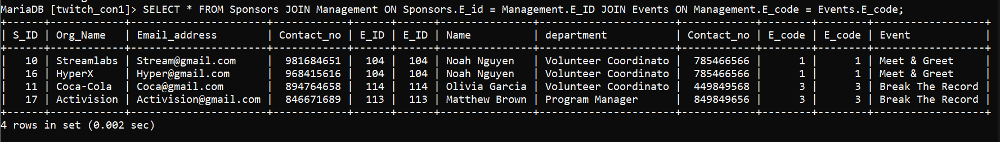 MariaDB [twitch_con1]> SELECT * FROM Sponsors JOIN Management ON Sponsors.E_id = Management.E_ID JOIN Events ON Management.E_code = Events.E_code;
+------+------------+---------------------+------------+------+------+---------------+----------------------+------------+--------+--------+------------------+
| S_ID | Org_Name   | Email_address       | Contact_no | E_ID | E_ID | Name          | department           | Contact_no | E_code | E_code | Event            |
+------+------------+---------------------+------------+------+------+---------------+----------------------+------------+--------+--------+------------------+
|   10 | Streamlabs | Stream@gmail.com    |  981684651 |  104 |  104 | Noah Nguyen   | Volunteer Coordinato |  785466566 |      1 |      1 | Meet & Greet     |
|   16 | HyperX     | Hyper@gmail.com     |  968415616 |  104 |  104 | Noah Nguyen   | Volunteer Coordinato |  785466566 |      1 |      1 | Meet & Greet     |
|   11 | Coca-Cola  | Coca@gmail.com      |  894764658 |  114 |  114 | Olivia Garcia | Volunteer Coordinato |  449849568 |      3 |      3 | Break The Record |
|   17 | Activision | Activision@gmail.com |  846671689 |  113 |  113 | Matthew Brown | Program Manager      |  849849656 |      3 |      3 | Break The Record |
+------+------------+---------------------+------------+------+------+---------------+----------------------+------------+--------+--------+------------------+
4 rows in set (0.002 sec)